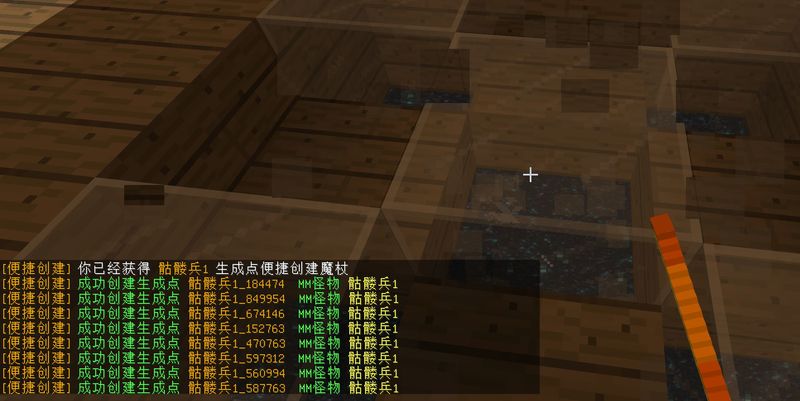 [便捷创建] 你已经获得 骷髅兵1 生成点便捷创建魔杖
[便捷创建] 成功创建生成点 骷髅兵1_184474 MM怪物 骷髅兵1
[便捷创建] 成功创建生成点 骷髅兵1_849954 MM怪物 骷髅兵1
[便捷创建] 成功创建生成点 骷髅兵1_674146 MM怪物 骷髅兵1
[便捷创建] 成功创建生成点 骷髅兵1_152763 MM怪物 骷髅兵1
[便捷创建] 成功创建生成点 骷髅兵1_470763 MM怪物 骷髅兵1
[便捷创建] 成功创建生成点 骷髅兵1_597312 MM怪物 骷髅兵1
[便捷创建] 成功创建生成点 骷髅兵1_560994 MM怪物 骷髅兵1
[便捷创建] 成功创建生成点 骷髅兵1_587763 MM怪物 骷髅兵1